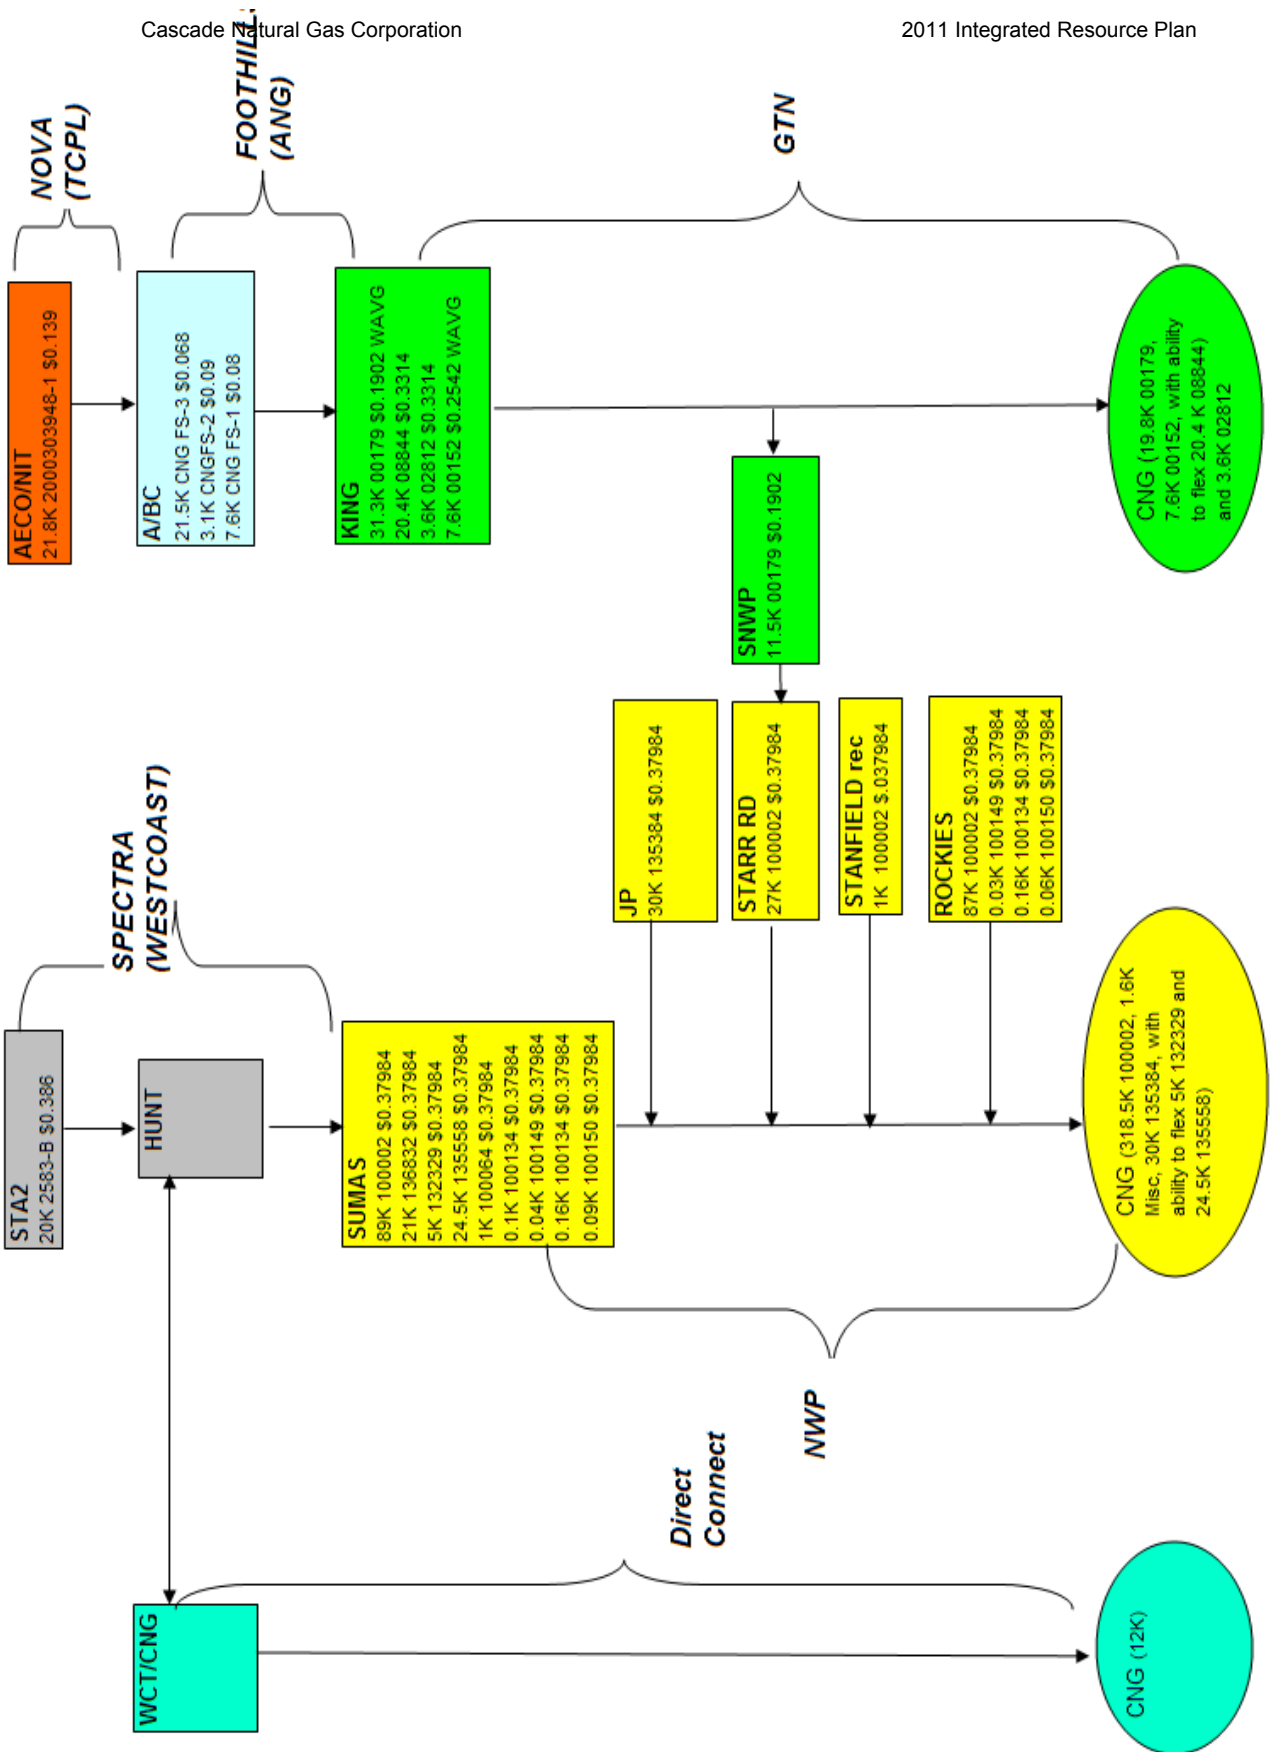 Cascade Natural Gas Corporation
2011 Integrated Resource Plan
NOVA
(TCPL)
AECO/NIT
21.8K 2000303948-1 $0.139
FOOTHILLS
(ANG)
A/BC
21.5K CNG FS-3 $0.068
3.1K CNGFS-2 $0.09
7.6K CNG FS-1 $0.08
KING
31.3K 00179 $0.1902 WAVG
20.4K 08844 $0.3314
3.6K 02812 $0.3314
7.6K 00152 $0.2542 WAVG
GTN
SNWP
11.5K 00179 $0.1902
CNG (19.8K 00179,
7.6K 00152, with ability
to flex 20.4 K 08844)
and 3.6K 02812
SPECTRA
(WESTCOAST)
STA2
20K 2583-B $0.386
HUNT
SUMAS
89K 100002 $0.37984
21K 136832 $0.37984
5K 132329 $0.37984
24.5K 135558 $0.37984
1K 100064 $0.37984
0.1K 100134 $0.37984
0.04K 100149 $0.37984
0.16K 100134 $0.37984
0.09K 100150 $0.37984
JP
30K 135384 $0.37984
STARR RD
27K 100002 $0.37984
STANFIELD rec
1K 100002 $.037984
ROCKIES
87K 100002 $0.37984
0.03K 100149 $0.37984
0.16K 100134 $0.37984
0.06K 100150 $0.37984
NWP
CNG (318.5K 100002, 1.6K
Misc, 30K 135384, with
ability to flex 5K 132329 and
24.5K 135558)
Direct
Connect
WCT/CNG
CNG (12K)